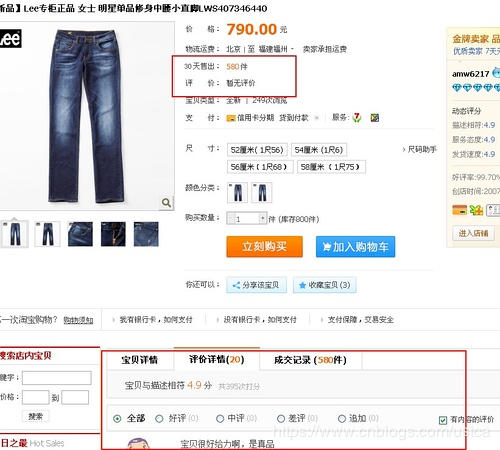 新品】Lee专柜正品 女士 明星单品修身中腰小直脚LWS407346440
Lee
价 格： 790.00 元
物流运费： 北京 | 至 福建福州 卖家承担运费
30天售出： 580 件
评 价： 暂无评价
宝贝类型： 全新 | 249次浏览
支 付： 信用卡分期 货到付款 服务:
尺 寸： 52厘米（1尺56） 54厘米（1尺6） 尺码助手
56厘米（1尺68） 58厘米（1尺75）
颜色分类：
购买数量： 1 件 (库存800件)
立刻购买 加入购物车
你还可以： 分享该宝贝 收藏宝贝 (3)
金牌卖家 品
优质卖家 7天
amw6217
动态评分
描述相符: 4.9
服务态度: 4.9
发货速度: 4.9
好评率:99.70%
创店时间:2007
进入店铺
一次淘宝购物？ 购物须知 我有银行卡，如何支付 没有银行卡，如何支付 支付保障，交易安全
搜索店内宝贝
键字：
价格： 到
搜索
日之最 Hot Sales
宝贝详情 评价详情(20) 成交记录 (580件)
宝贝与描述相符 4.9 分 共395次打分
全部 好评 (0) 中评 (0) 差评 (0) 追加 (0) 有内容的评价
宝贝很好给力啊，是真品
https://www.cnblogs.com/usica